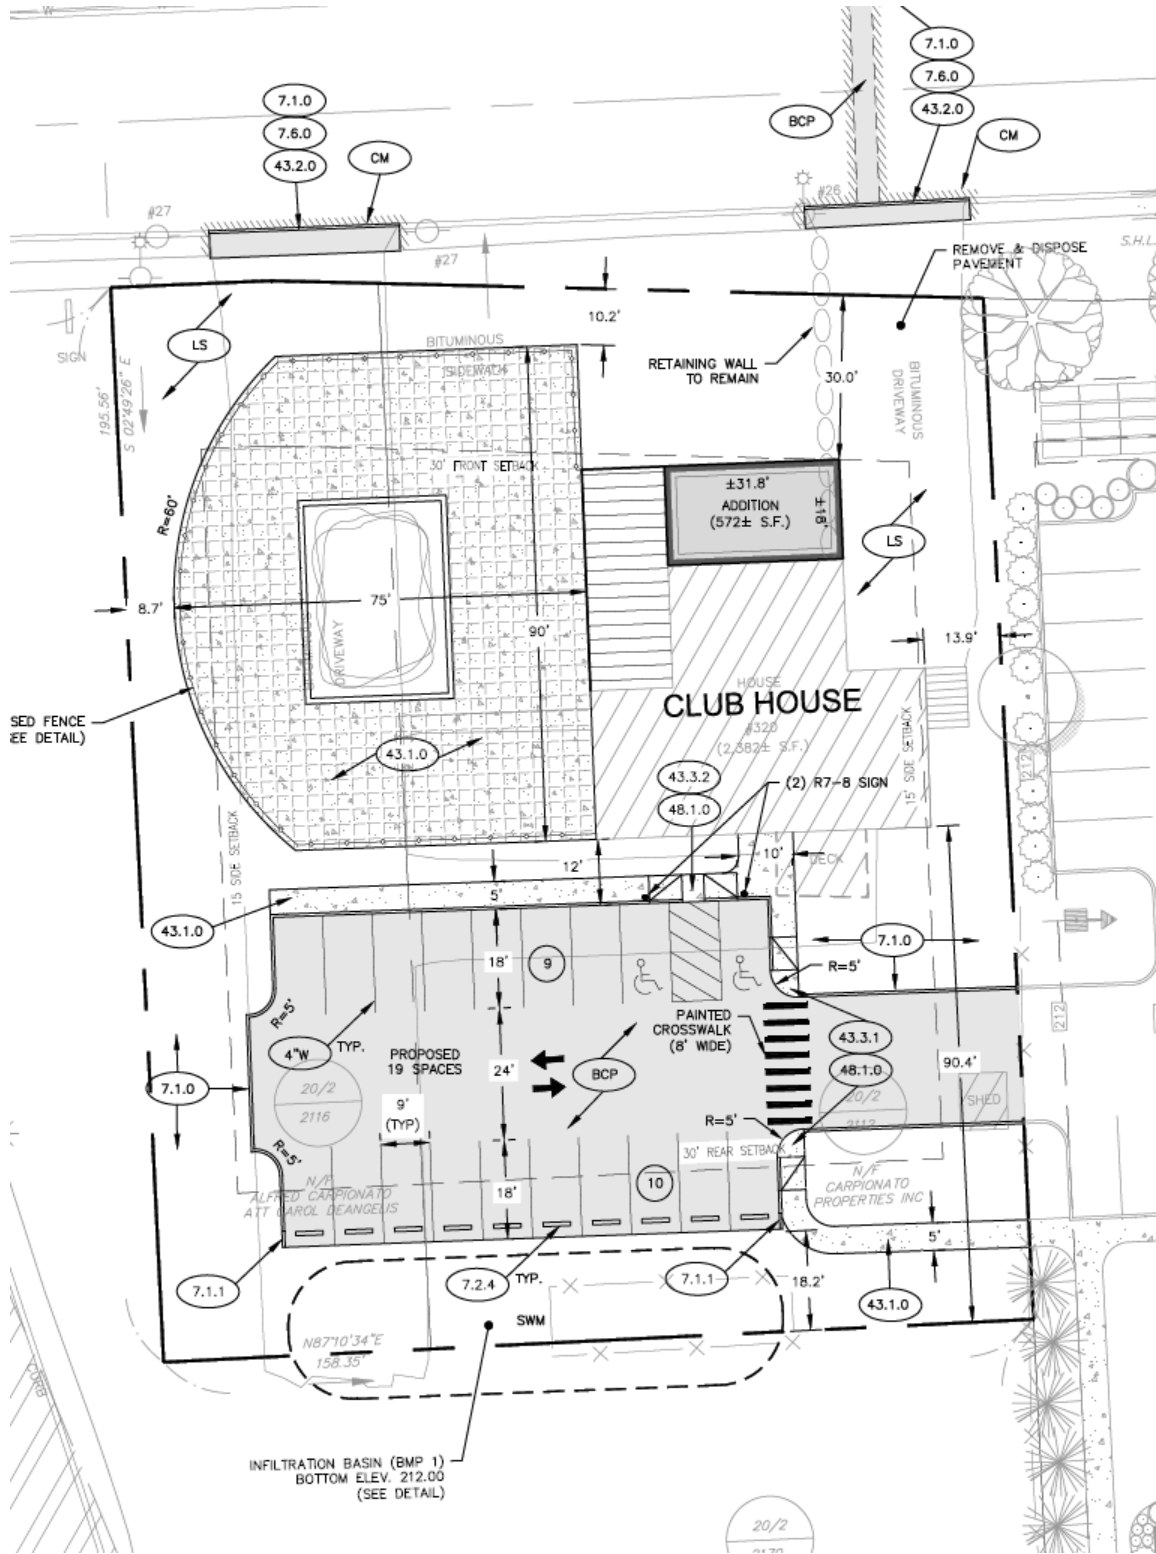 W
W
7.1.0
7.6.0
43.2.0
CM
BCP
7.1.0
7.6.0
43.2.0
CM
#27
#27
#26
SIGN
REMOVE & DISPOSE
PAVEMENT
S.H.L.
LS
195.56'
S 02°49'26" E
10.2'
BITUMINOUS
SIDEWALK
RETAINING WALL
TO REMAIN
30.0'
BITUMINOUS
DRIVEWAY
30' FRONT SETBACK
±31.8'
ADDITION
(572± S.F.)
±18'
LS
R=60'
8.7'
75'
90'
DRIVEWAY
13.9'
SED FENCE
EE DETAIL)
HOUSE
CLUB HOUSE
#320
(2,382± S.F.)
43.1.0
43.3.2
48.1.0
(2) R7-8 SIGN
15' SIDE SETBACK
15' SIDE SETBACK
212
12'
10'
DECK
5'
43.1.0
18'
9
7.1.0
R=5'
R=5'
4"W
TYP.
PROPOSED
19 SPACES
24'
BCP
PAINTED
CROSSWALK
(8' WIDE)
43.3.1
48.1.0
90.4'
212
7.1.0
20/2
2116
9'
(TYP)
20/2
2112
SHED
R=5'
R=5'
30' REAR SETBACK
N/F
ALFRED CARPIONATO
ATT CAROL DEANGELIS
18'
10
N/F
CARPIONATO
PROPERTIES INC
5'
7.1.1
7.2.4
TYP.
7.1.1
18.2'
43.1.0
SWM
N87°10'34"E
158.35'
CURB
INFILTRATION BASIN (BMP 1)
BOTTOM ELEV. 212.00
(SEE DETAIL)
20/2